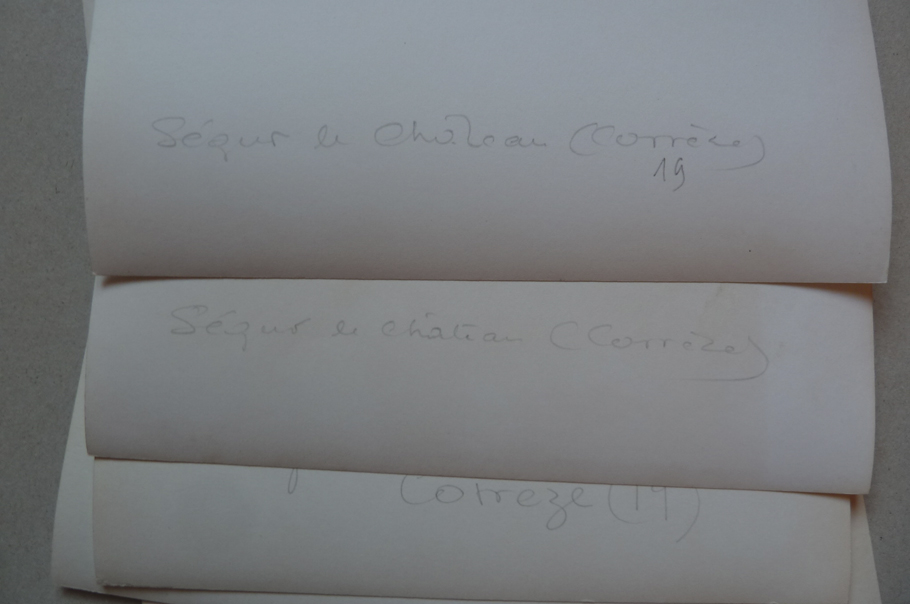 Ségur le Château (Corrèze)
19
Ségur le château (Corrèze)
Correze (19)